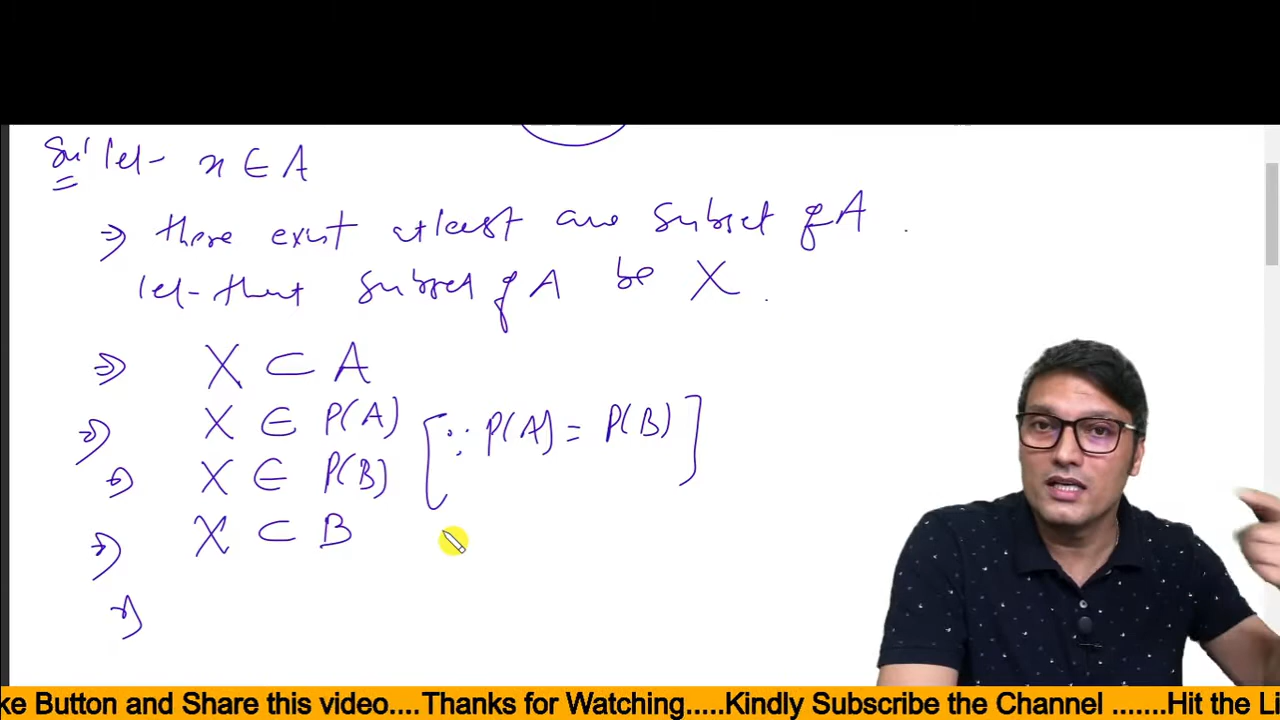 Sol' let- x ∈ A
⇒ there exist atleast one subset of A .
let- that subset of A be X .
⇒ X ⊂ A
⇒ X ∈ P(A) [∵ P(A) = P(B)]
⇒ X ∈ P(B)
⇒ X ⊂ B
⇒
ke Button and Share this video....Thanks for Watching.....Kindly Subscribe the Channel .......Hit the Li